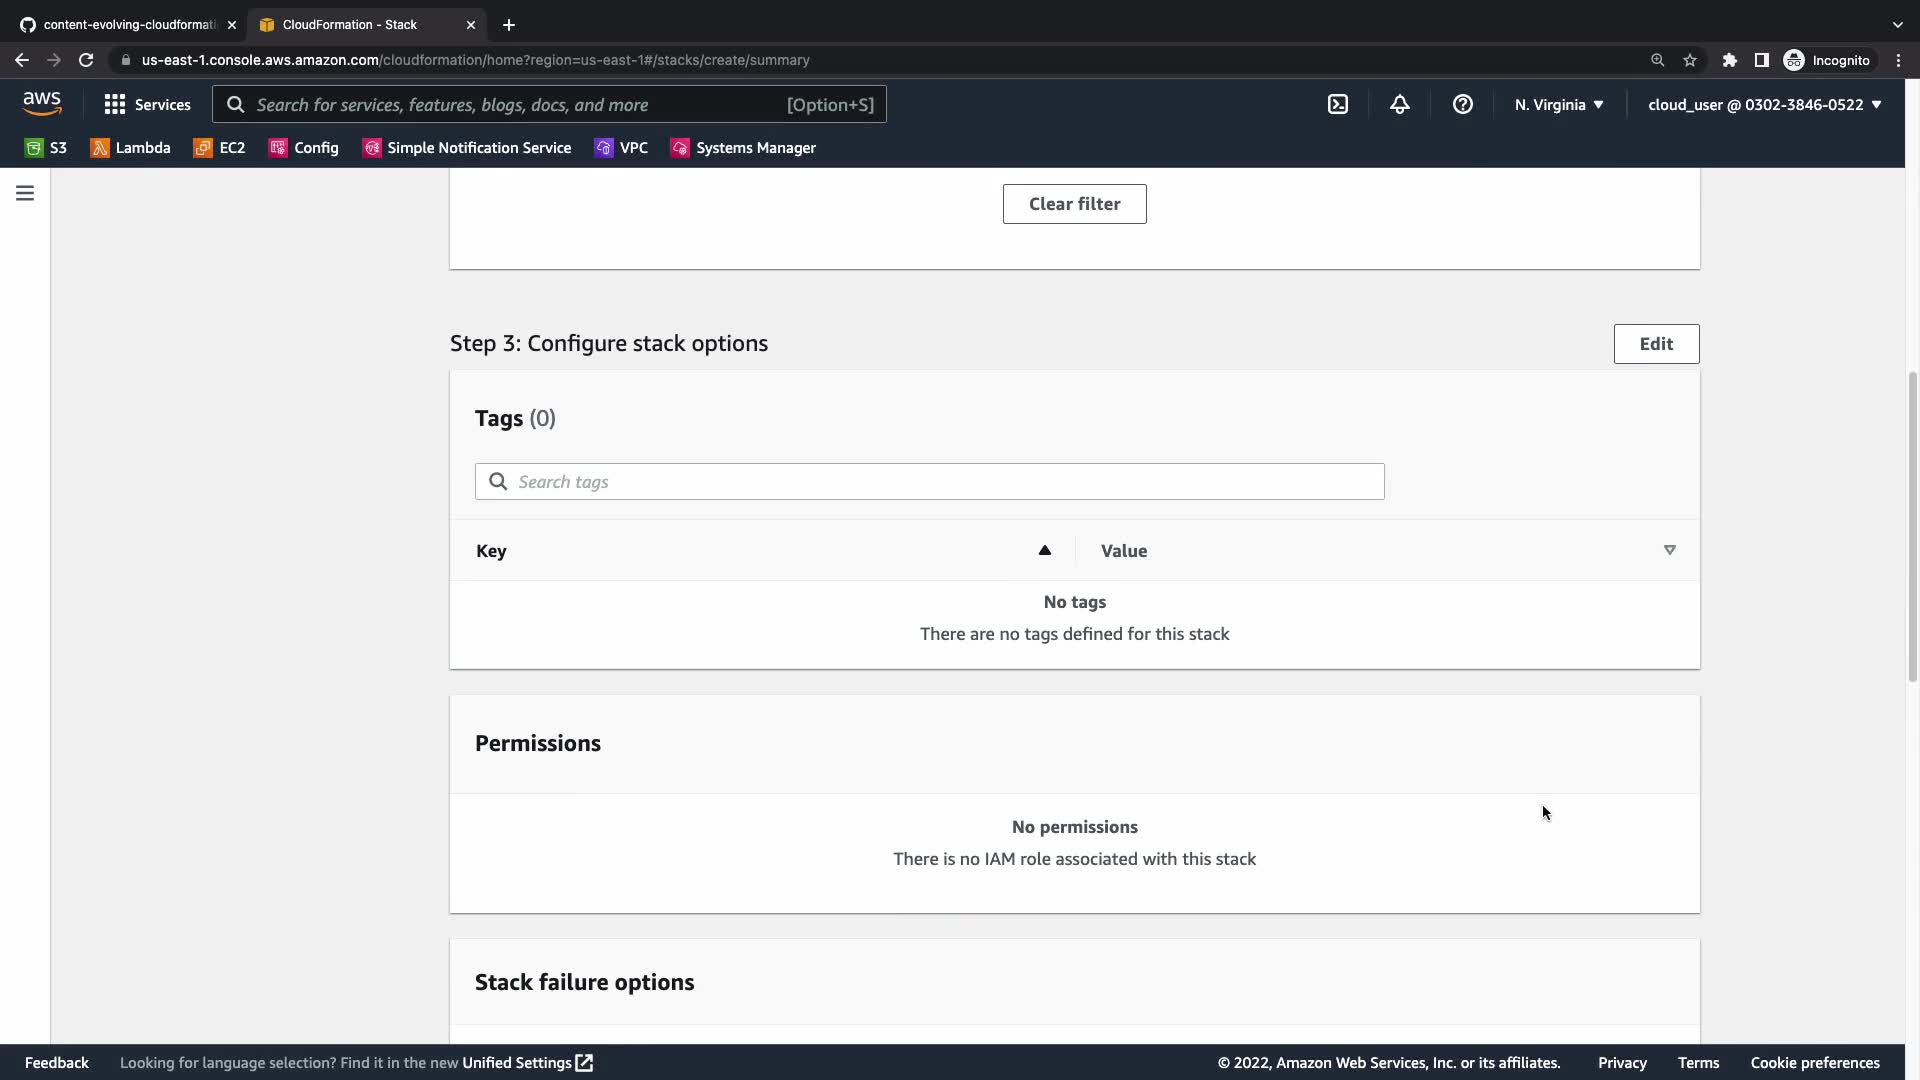 content-evolving-cloudformati
CloudFormation - Stack
us-east-1.console.aws.amazon.com/cloudformation/home?region=us-east-1#/stacks/create/summary
Incognito
aws
Services
Search for services, features, blogs, docs, and more
[Option+S]
N. Virginia
cloud_user @ 0302-3846-0522
S3
Lambda
EC2
Config
Simple Notification Service
VPC
Systems Manager
Clear filter
Step 3: Configure stack options
Edit
Tags (0)
Search tags
Key
Value
No tags
There are no tags defined for this stack
Permissions
No permissions
There is no IAM role associated with this stack
Stack failure options
Feedback
Looking for language selection? Find it in the new Unified Settings
© 2022, Amazon Web Services, Inc. or its affiliates.
Privacy
Terms
Cookie preferences